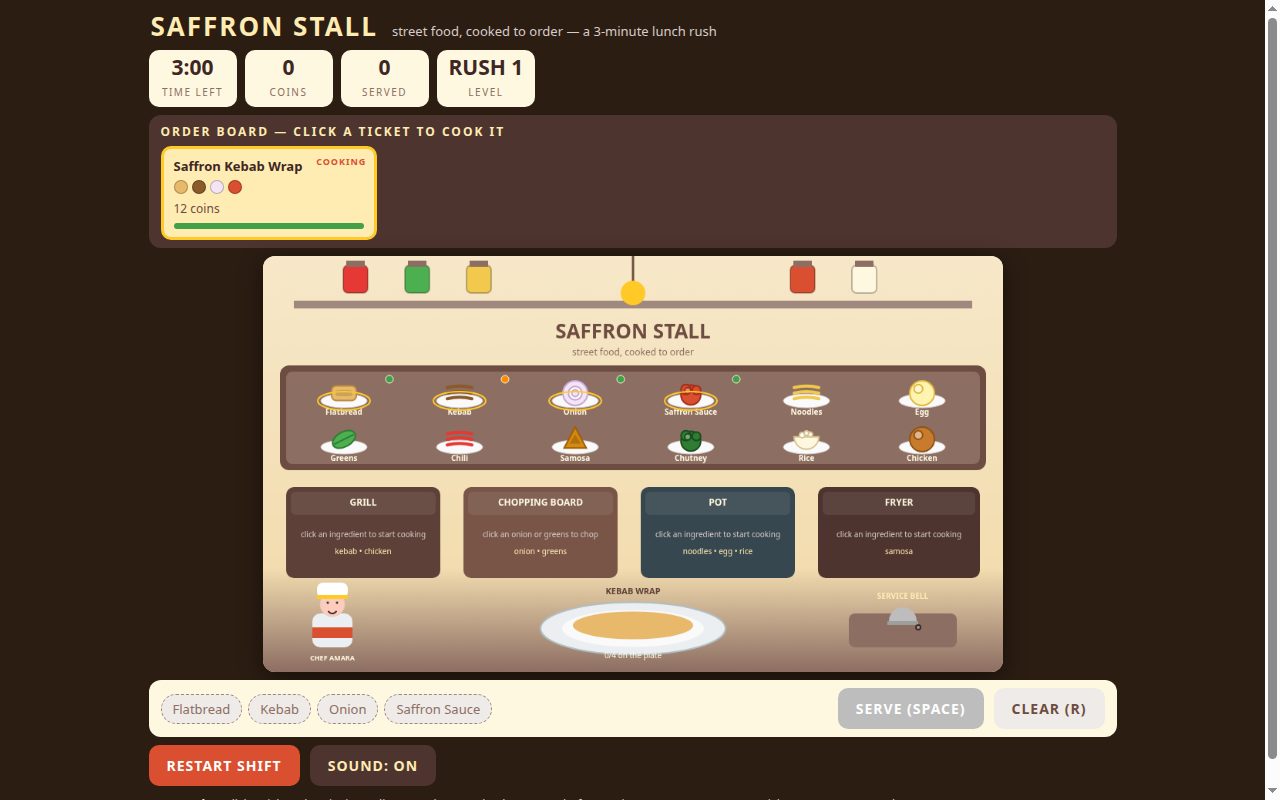 SAFFRON STALL street food, cooked to order — a 3-minute lunch rush
3:00 0 0 RUSH 1
TIME LEFT COINS SERVED LEVEL
ORDER BOARD — CLICK A TICKET TO COOK IT
Saffron Kebab Wrap COOKING
12 coins
SAFFRON STALL
street food, cooked to order
Flatbread Kebab Onion Saffron Sauce Noodles Egg
Greens Chili Samosa Chutney Rice Chicken
GRILL CHOPPING BOARD POT FRYER
click an ingredient to start cooking click an onion or greens to chop click an ingredient to start cooking click an ingredient to start cooking
kebab • chicken onion • greens noodles • egg • rice samosa
KEBAB WRAP
SERVICE BELL
0/4 on the plate
CHEF AMARA
Flatbread Kebab Onion Saffron Sauce SERVE (SPACE) CLEAR (R)
RESTART SHIFT SOUND: ON